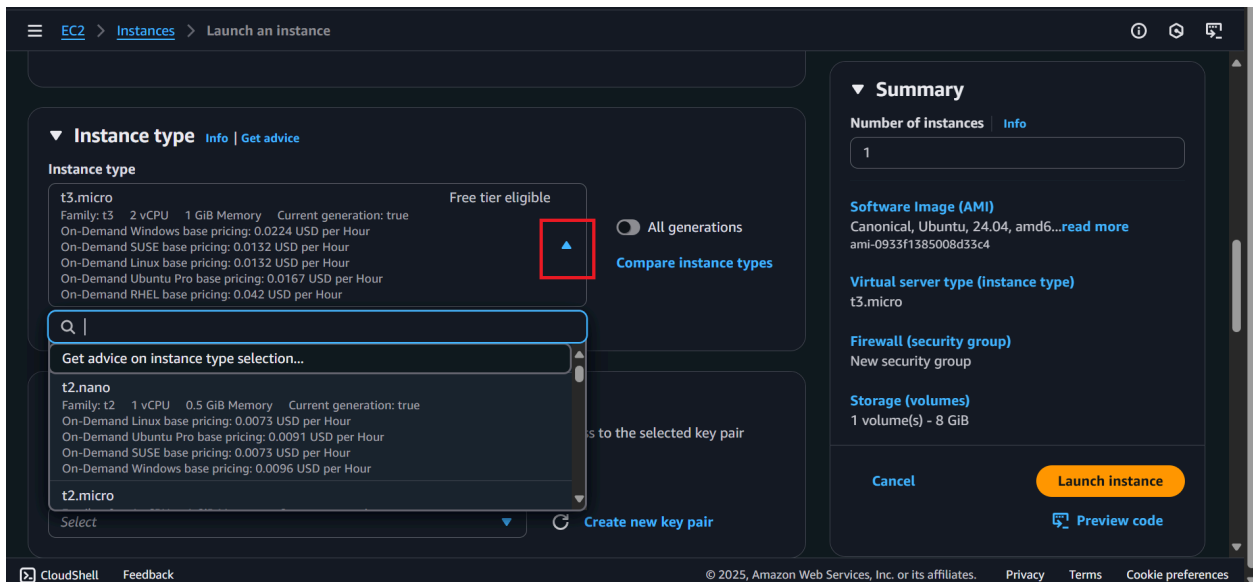 EC2 > Instances > Launch an instance
Instance type Info | Get advice
Instance type
t3.micro Free tier eligible
Family: t3 2 vCPU 1 GiB Memory Current generation: true
On-Demand Windows base pricing: 0.0224 USD per Hour
On-Demand SUSE base pricing: 0.0132 USD per Hour
On-Demand Linux base pricing: 0.0132 USD per Hour
On-Demand Ubuntu Pro base pricing: 0.0167 USD per Hour
On-Demand RHEL base pricing: 0.042 USD per Hour
All generations
Compare instance types
Get advice on instance type selection...
t2.nano
Family: t2 1 vCPU 0.5 GiB Memory Current generation: true
On-Demand Linux base pricing: 0.0073 USD per Hour
On-Demand Ubuntu Pro base pricing: 0.0091 USD per Hour
On-Demand SUSE base pricing: 0.0073 USD per Hour
On-Demand Windows base pricing: 0.0096 USD per Hour
t2.micro
to the selected key pair
Select
Create new key pair
Summary
Number of instances Info
1
Software Image (AMI)
Canonical, Ubuntu, 24.04, amd6...read more
ami-0933f1385008d33c4
Virtual server type (instance type)
t3.micro
Firewall (security group)
New security group
Storage (volumes)
1 volume(s) - 8 GiB
Cancel
Launch instance
Preview code
CloudShell Feedback
© 2025, Amazon Web Services, Inc. or its affiliates. Privacy Terms Cookie preferences